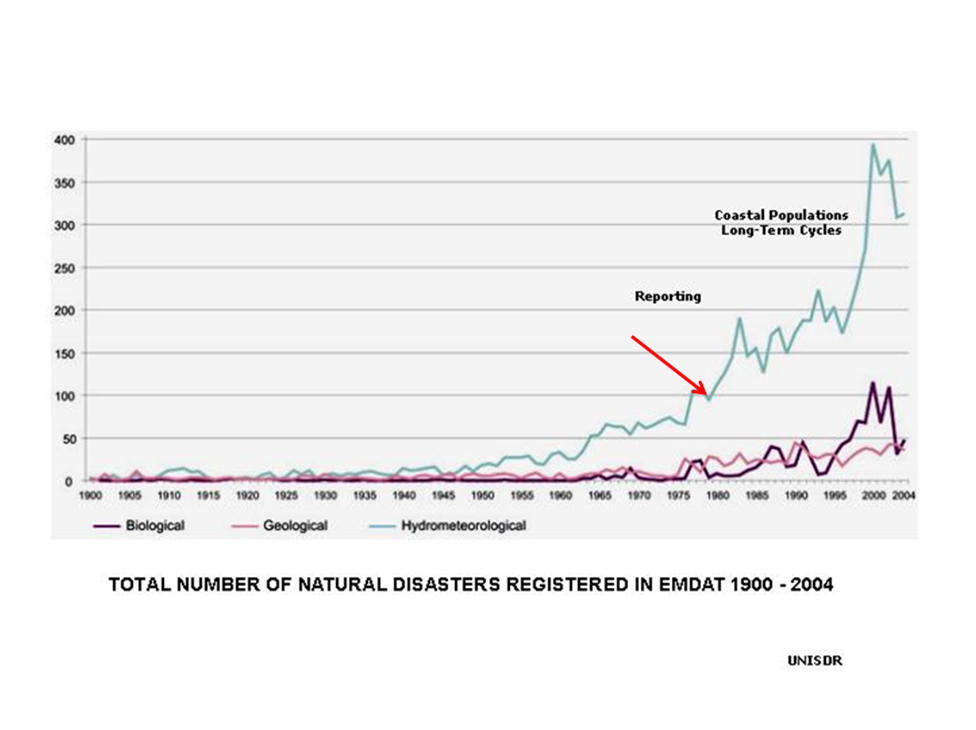 400
350
Coastal Populations
300
Long-Term Cycles
250
Reporting
200
150
100
50
0
1900 1905 1910 1915 1920 1925 1930 1935 1940 1945 1950 1955 1960 1965 1970 1975 1980 1985 1990 1995 2000 2004
Biological Geological Hydrometeorological
TOTAL NUMBER OF NATURAL DISASTERS REGISTERED IN EMDAT 1900 - 2004
UNISDR